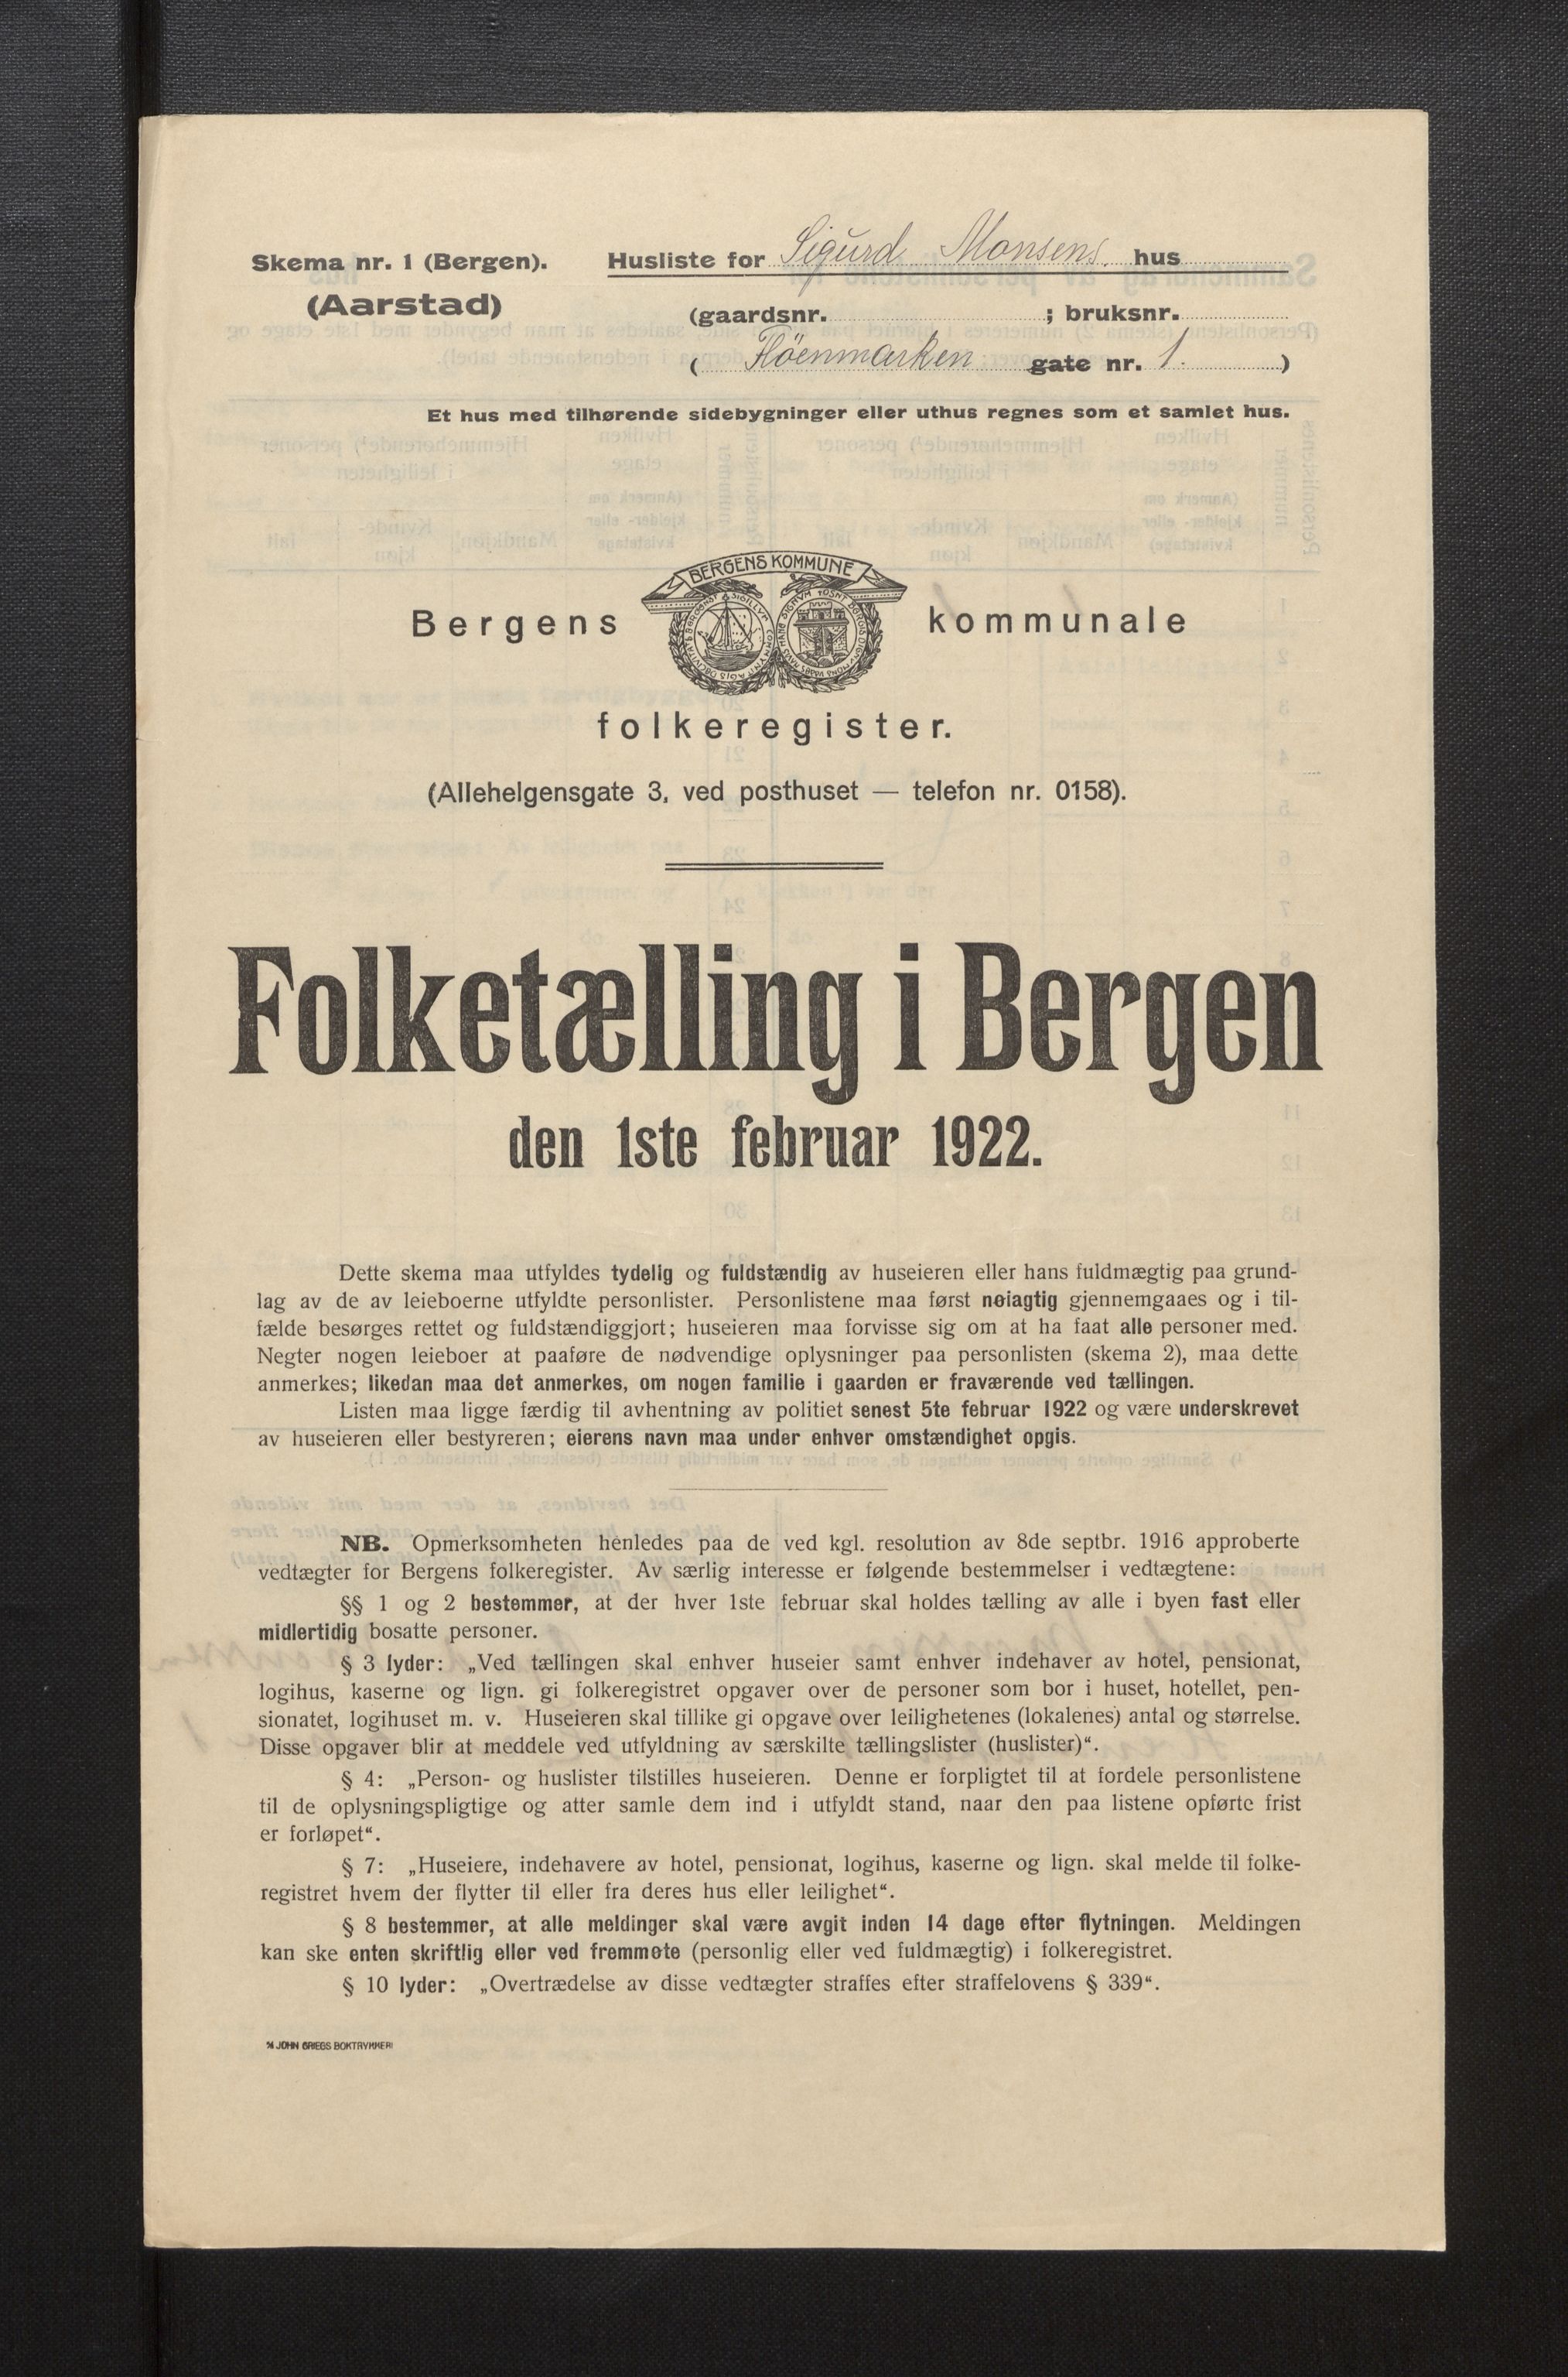 Skema nr. 1 (Bergen).
(Aarstad)
Husliste for Sigurd Monsens hus
(gaardsnr. ; bruksnr.
( Flöenmarken gate nr. 1. )
Et hus med tilhørende sidebygninger eller uthus regnes som et samlet hus.
BERGENS KOMMUNE
Bergens kommunale
folkeregister.
(Allehelgensgate 3, ved posthuset — telefon nr. 0158).
Folketælling i Bergen
den 1ste februar 1922.
Dette skema maa utfyldes tydelig og fuldstændig av huseieren eller hans fuldmægtig paa grund-
lag av de av leieboerne utfyldte personlister. Personlistene maa først nøiagtig gjennemgaaes og i til-
fælde besørges rettet og fuldstændiggjort; huseieren maa forvisse sig om at ha faat alle personer med.
Negter nogen leieboer at paaføre de nødvendige oplysninger paa personlisten (skema 2), maa dette
anmerkes; likedan maa det anmerkes, om nogen familie i gaarden er fraværende ved tællingen.
Listen maa ligge færdig til avhentning av politiet senest 5te februar 1922 og være underskrevet
av huseieren eller bestyreren; eierens navn maa under enhver omstændighet opgis.
NB. Opmerksomheten henledes paa de ved kgl. resolution av 8de septbr. 1916 approberte
vedtægter for Bergens folkeregister. Av særlig interesse er følgende bestemmelser i vedtægtene:
§§ 1 og 2 bestemmer, at der hver 1ste februar skal holdes tælling av alle i byen fast eller
midlertidig bosatte personer.
§ 3 lyder: „Ved tællingen skal enhver huseier samt enhver indehaver av hotel, pensionat,
logihus, kaserne og lign. gi folkeregistret opgaver over de personer som bor i huset, hotellet, pen-
sionatet, logihuset m. v. Huseieren skal tillike gi opgave over leilighetenes (lokalenes) antal og størrelse.
Disse opgaver blir at meddele ved utfyldning av særskilte tællingslister (huslister)“.
§ 4: „Person- og huslister tilstilles huseieren. Denne er forpligtet til at fordele personlistene
til de oplysningspligtige og atter samle dem ind i utfyldt stand, naar den paa listene opførte frist
er forløpet“.
§ 7: „Huseiere, indehavere av hotel, pensionat, logihus, kaserne og lign. skal melde til folke-
registret hvem der flytter til eller fra deres hus eller leilighet“.
§ 8 bestemmer, at alle meldinger skal være avgit inden 14 dage efter flytningen. Meldingen
kan ske enten skriftlig eller ved fremmøte (personlig eller ved fuldmægtig) i folkeregistret.
§ 10 lyder: „Overtrædelse av disse vedtægter straffes efter straffelovens § 339“.
JOHN GRIEGS BOKTRYKKERI